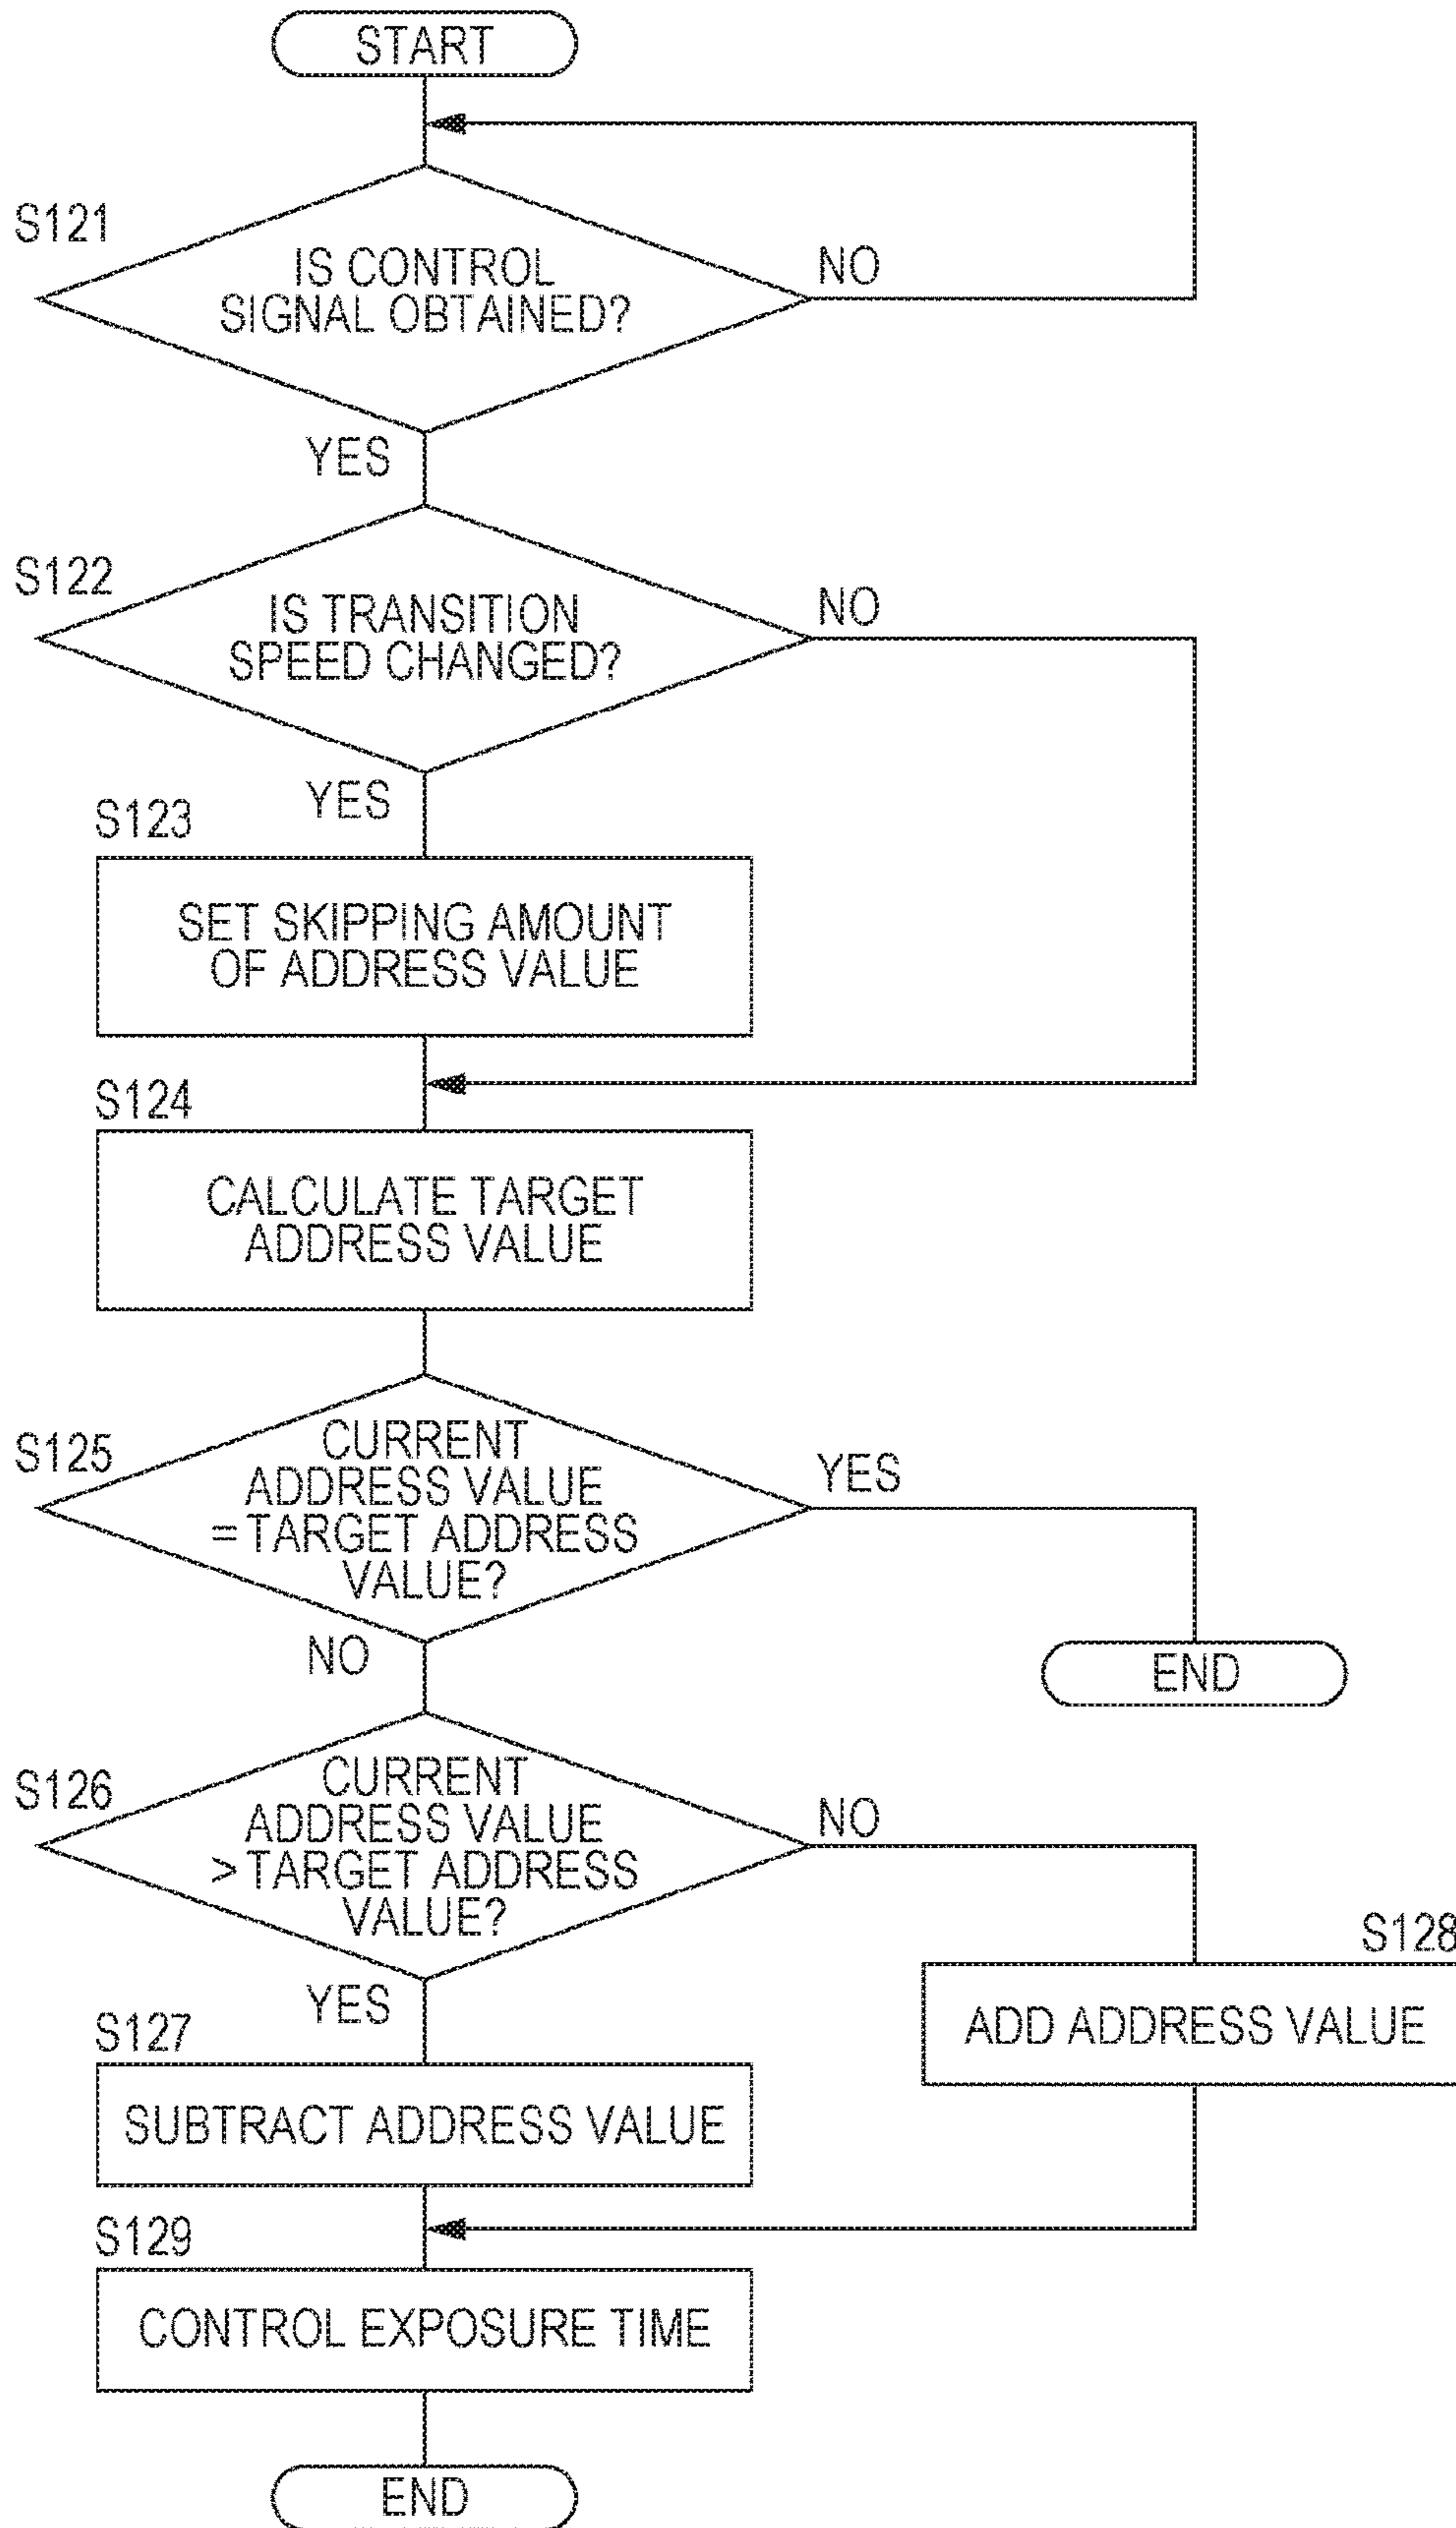 START
S121
IS CONTROL
SIGNAL OBTAINED?
NO
YES
S122
IS TRANSITION
SPEED CHANGED?
NO
YES
S123
SET SKIPPING AMOUNT
OF ADDRESS VALUE
S124
CALCULATE TARGET
ADDRESS VALUE
S125
CURRENT
ADDRESS VALUE
= TARGET ADDRESS
VALUE?
YES
NO
END
S126
CURRENT
ADDRESS VALUE
> TARGET ADDRESS
VALUE?
NO
YES
S128
ADD ADDRESS VALUE
S127
SUBTRACT ADDRESS VALUE
S129
CONTROL EXPOSURE TIME
END